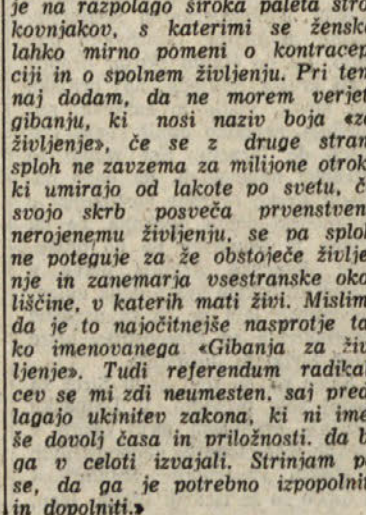 je na razpolago široka paleta stro
kovnjakov, s katerimi se ženske
lahko mirno pomeni o kontracep
ciji in o spolnem življenju. Pri tem
naj dodam, da ne morem verjet
gibanju, ki nosi naziv boja «za
življenje», če se z druge stran
sploh ne zavzema za milijone otrok
ki umirajo od lakote po svetu, č
svojo skrb posveča prvenstven
nerojenemu življenju, se pa sploh
ne poteguje za že obstoječe življe
nje in zanemarja vsestranske oko
liščine, v katerih mati živi. Mislim
da je to najočitnejše nasprotje ta
ko imenovanega «Gibanja za živ
ljenje». Tudi referendum radikal
cev se mi zdi neumesten, saj pred
lagajo ukinitev zakona, ki ni ime
še dovolj časa in priložnosti, da b
ga v celoti izvajali. Strinjam p
se, da ga je potrebno izpopolnit
in dopolniti.»